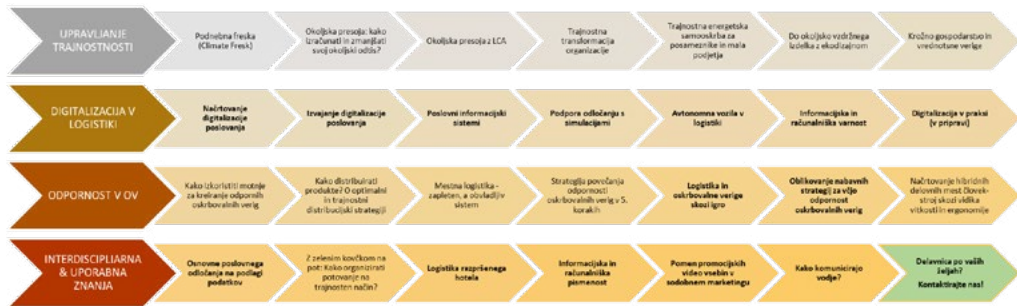 UPRAVLJANJE
TRAJNOSTNOSTI
Podnebna freska
(Climate Fresk)
Okoljska presoja: kako
izračunati in zmanjšati
svoj okoljski odtis?
Okoljska presoja z LCA
Trajnostna
transformacija
organizacije
Trajnostna energetska
samooskrba za
posameznike in mala
podjetja
Do okoljsko vzdržnega
izdelka z ekodizajnom
Krožno gospodarstvo in
vrednotne verige
DIGITALIZACIJA V
LOGISTIKI
Načrtovanje
digitalizacije
poslovanja
Izvajanje digitalizacije
poslovanja
Poslovni informacijski
sistemi
Podpora odločanju s
simulacijami
Avtonomna vozila v
logistiki
Informacijska in
računalniška varnost
Digitalizacija v praksi
(v pripravi)
ODPORNOST V OV
Kako izkoristiti motnje
za kreiranje odpornih
oskrbovalnih verig
Kako distribuirati
produkte? O optimalni
in trajnostni
distribucijski strategiji
Mestna logistika -
zapleten, a obvladljiv
sistem
Strategija povečanja
odpornosti
oskrbovalnih verig v 5.
korakih
Logistika in
oskrbovalne verige
skozi igro
Oblikovanje nabavnih
strategij za višjo
odpornost
oskrbovalnih verig
Načrtovanje hibridnih
delovnih mest človek-
stroj skozi vidika
vitkosti in ergonomije
INTERDISCIPLIARNA
& UPORABNA
ZNANJA
Osnove poslovnega
odločanja na podlagi
podatkov
Z zelenim kovčkom na
pot: Kako organizirati
potovanje na
trajnosten način?
Logistika razpršenega
hotela
Informacijska in
računalniška
pismenost
Pomen promocijskih
video vsebin v
sodobnem marketingu
Kako komunicirajo
vodje?
Delavnica po vaših
željah?
Kontaktirajte nas!